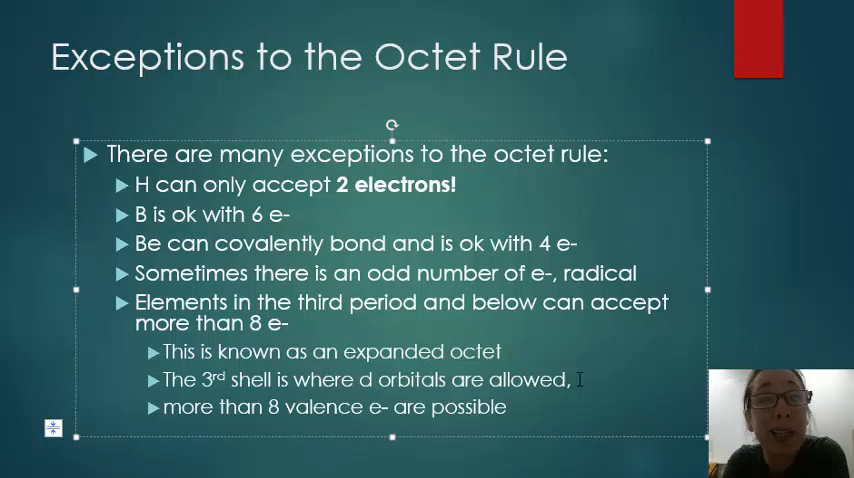 Exceptions to the Octet Rule
There are many exceptions to the octet rule:
H can only accept 2 electrons!
B is ok with 6 e-
Be can covalently bond and is ok with 4 e-
Sometimes there is an odd number of e-, radical
Elements in the third period and below can accept
more than 8 e-
This is known as an expanded octet
The 3rd shell is where d orbitals are allowed,
more than 8 valence e- are possible